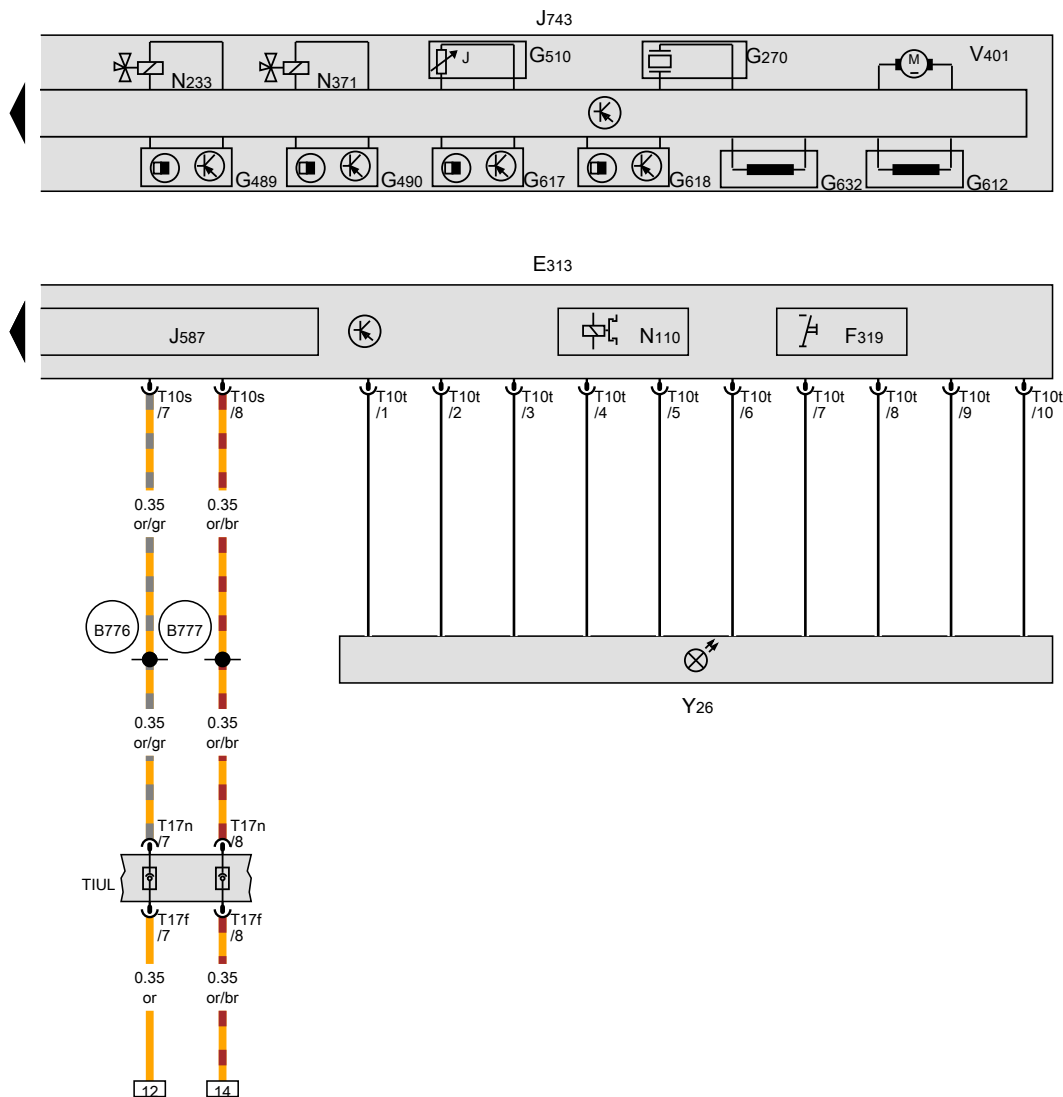 J743
N233
N371
J
G510
G270
M
V401
G489
G490
G617
G618
G632
G612
E313
J587
N110
F319
T10s
/7
T10s
/8
T10t
/1
T10t
/2
T10t
/3
T10t
/4
T10t
/5
T10t
/6
T10t
/7
T10t
/8
T10t
/9
T10t
/10
0.35
or/gr
0.35
or/br
B776
B777
Y26
0.35
or/gr
0.35
or/br
T17n
/7
T17n
/8
TIUL
T17f
/7
T17f
/8
0.35
or
0.35
or/br
12
14